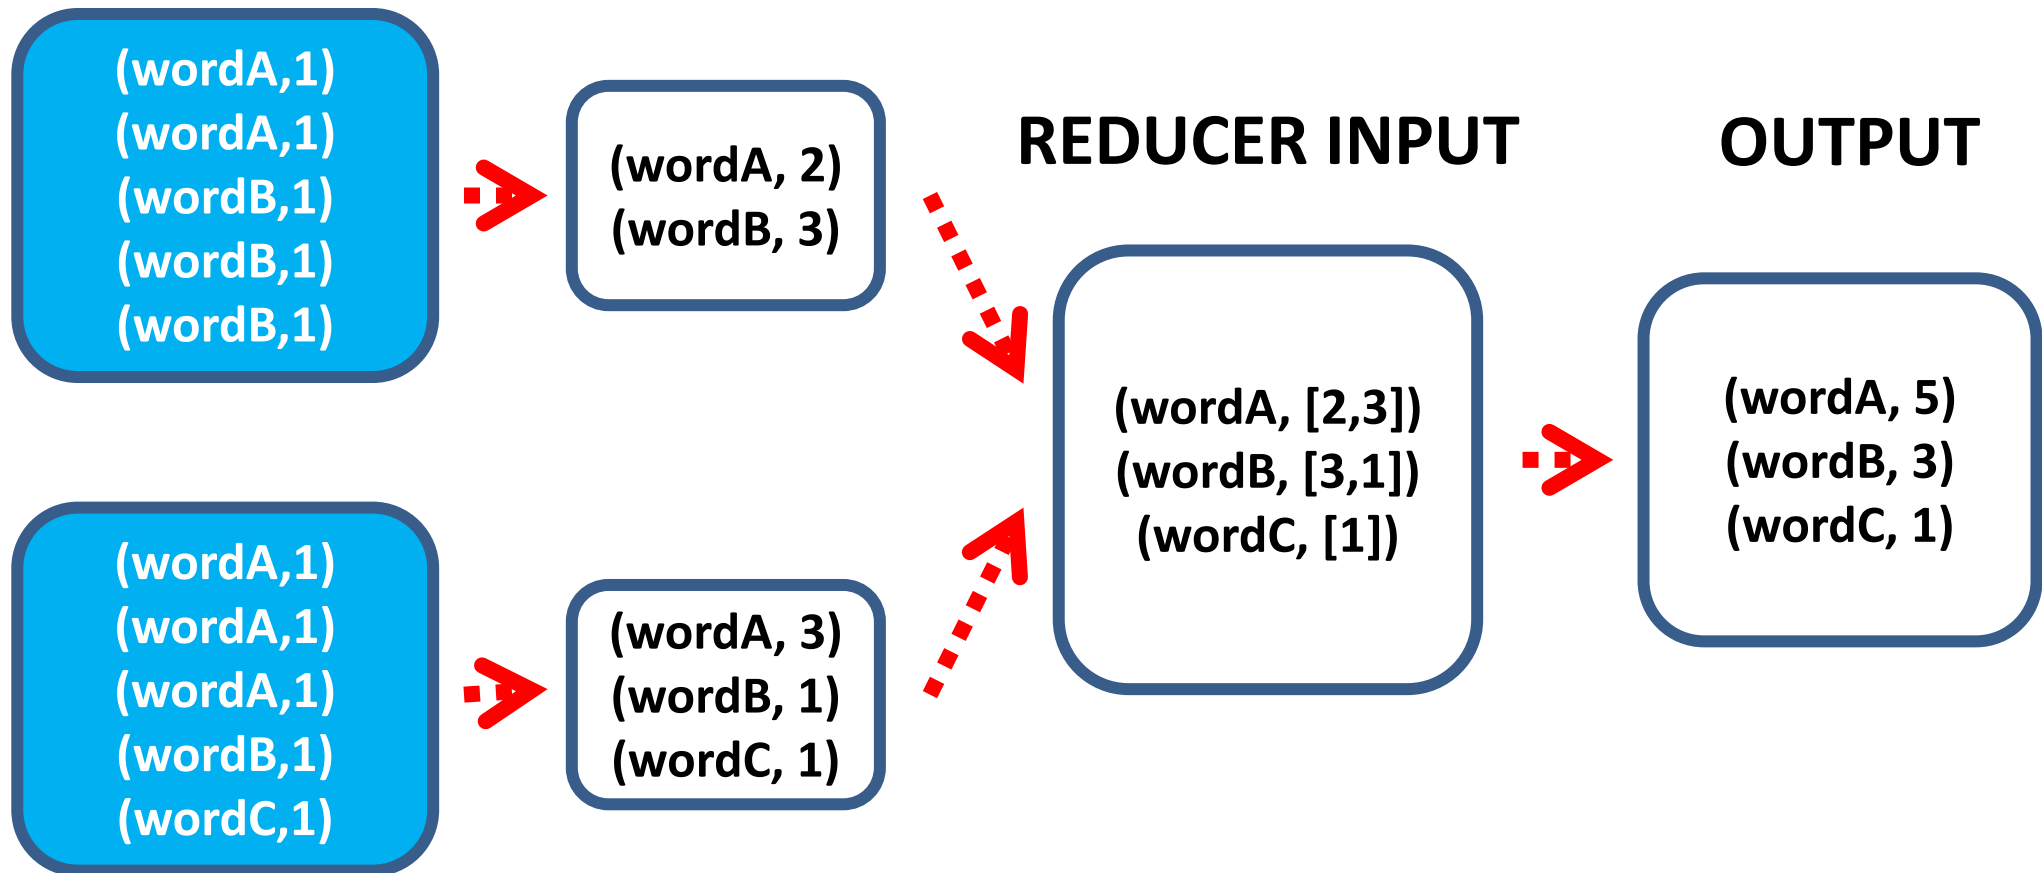 (wordA,1)
(wordA,1)
(wordB,1)
(wordB,1)
(wordB,1)
(wordA,1)
(wordA,1)
(wordA,1)
(wordB,1)
(wordC,1)
(wordA, 2)
(wordB, 3)
(wordA, 3)
(wordB, 1)
(wordC, 1)
REDUCER INPUT
(wordA, [2,3])
(wordB, [3,1])
(wordC, [1])
OUTPUT
(wordA, 5)
(wordB, 3)
(wordC, 1)